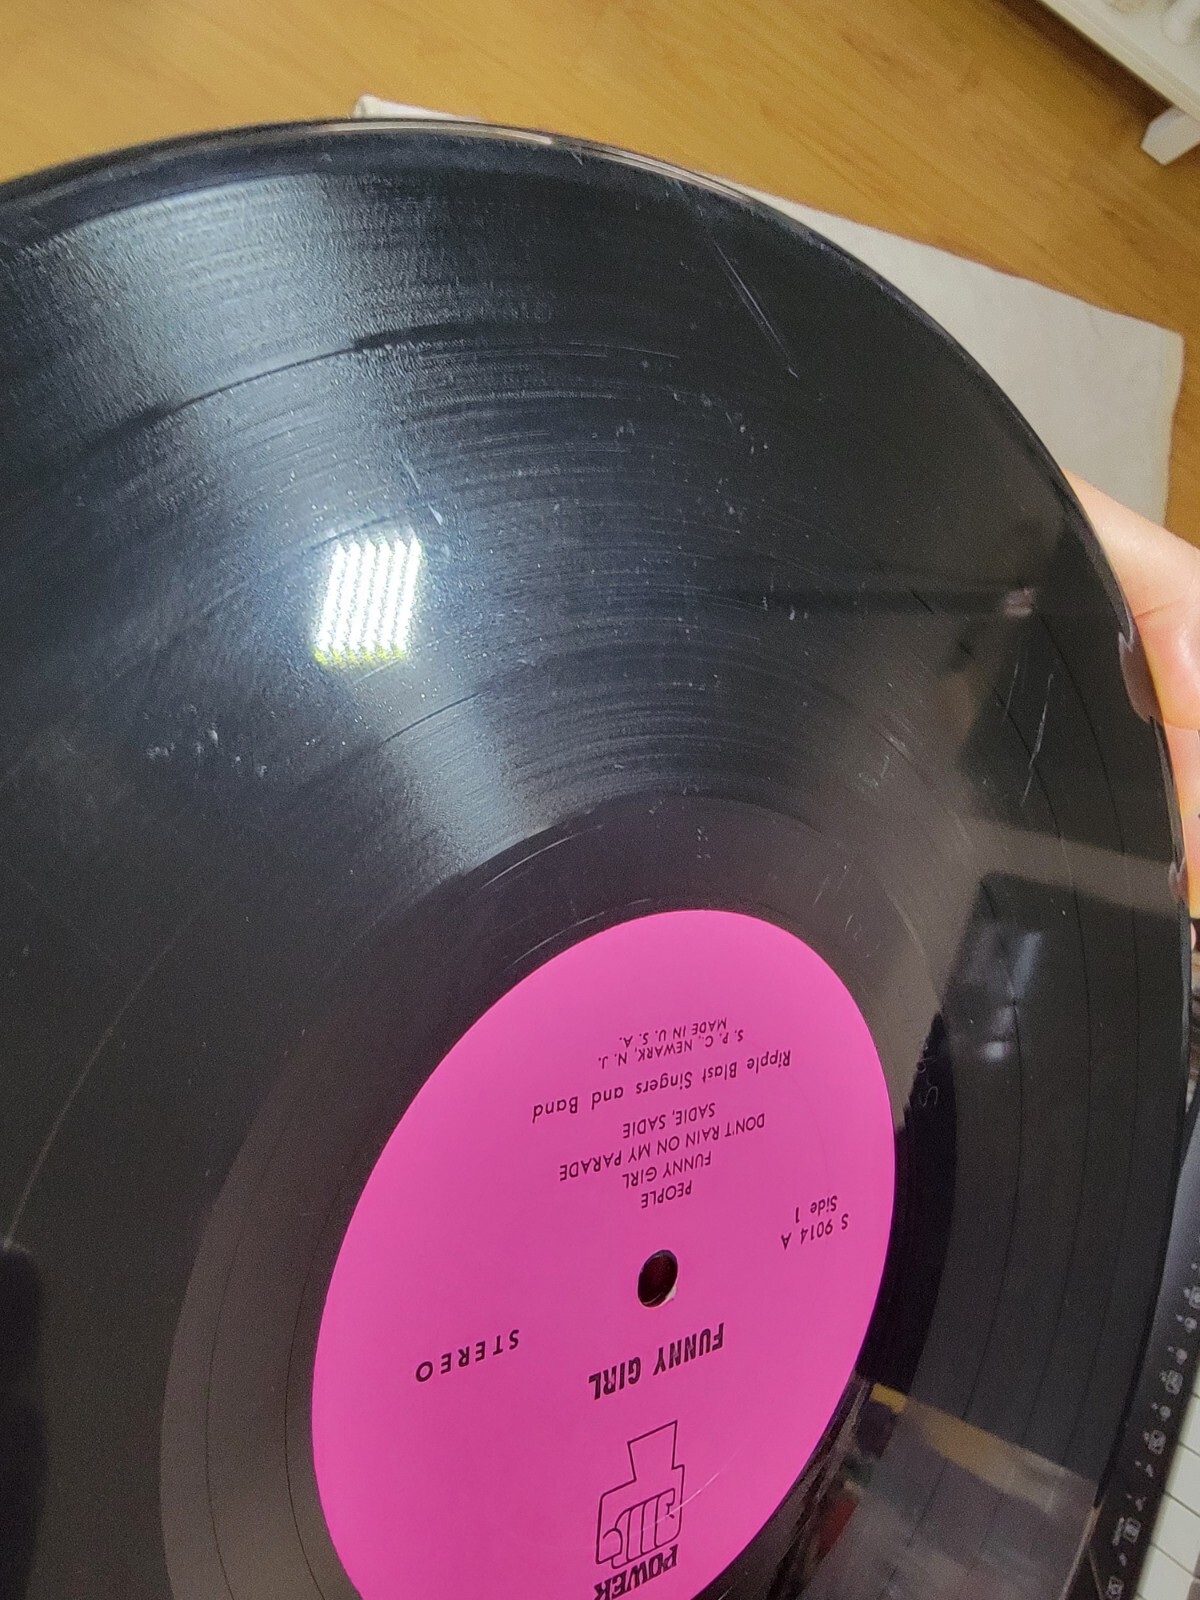 POWER
FUNNY GIRL
STEREO
S 9014 A
Side 1
PEOPLE
FUNNY GIRL
DON'T RAIN ON MY PARADE
SADIE, SADIE
Ripple Blast Singers and Band
S. P. C., NEWARK, N. J.
MADE IN U. S. A.